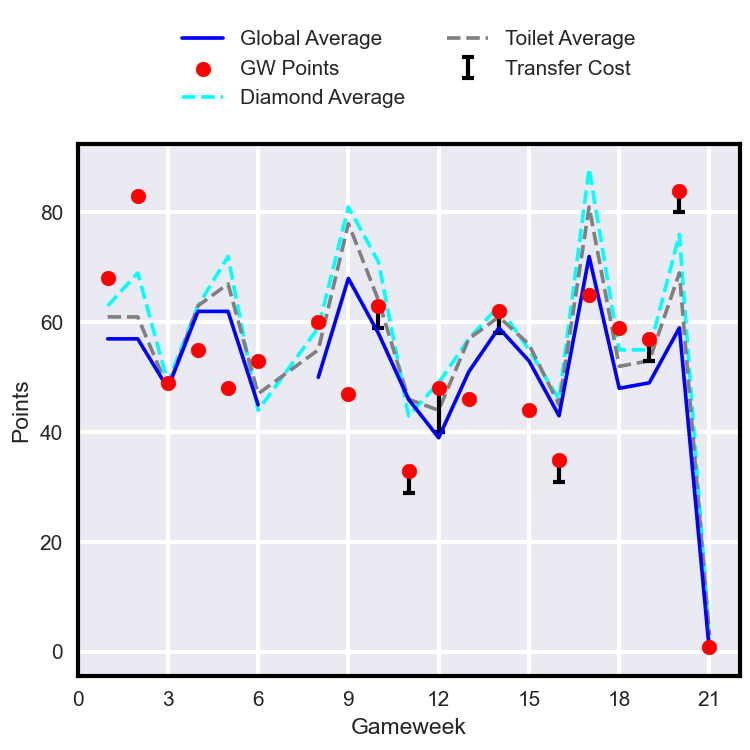 Global Average
GW Points
Diamond Average
Toilet Average
Transfer Cost
80
60
40
20
0
Points
0 3 6 9 12 15 18 21
Gameweek